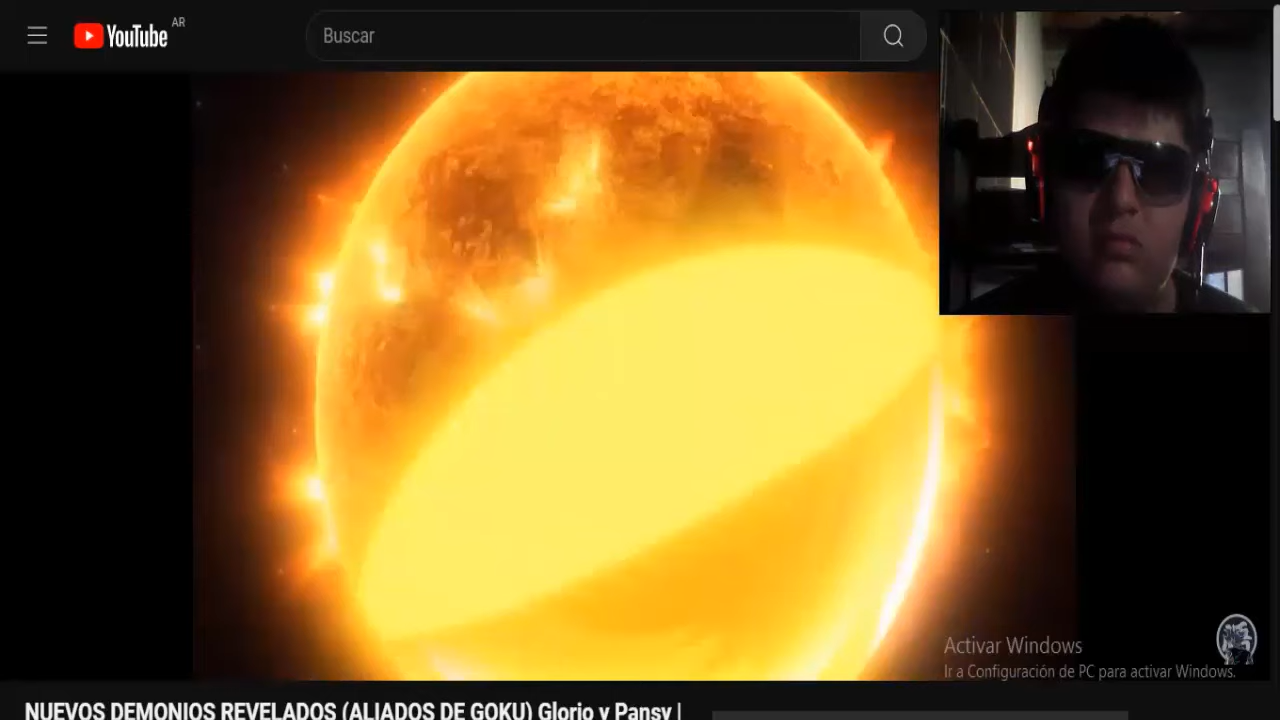 YouTube
AR
Buscar
Activar Windows
Ir a Configuración de PC para activar Windows.
NUEVOS DEMONIOS REVELADOS (ALIADOS DE GOKU) Glorio y Pansy |